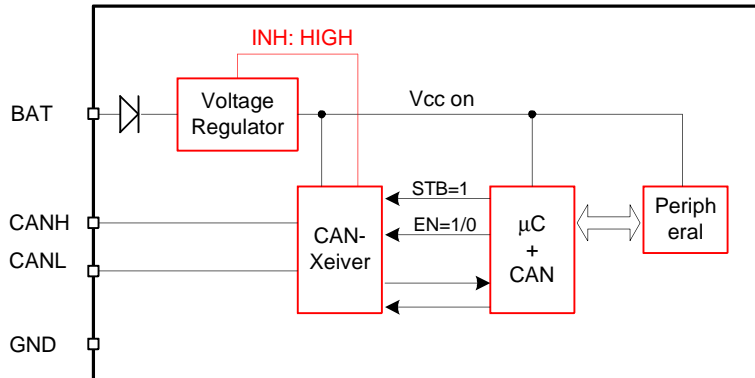 INH: HIGH
BAT
Voltage
Regulator
Vcc on
STB=1
EN=1/0
CANH
CANL
CAN-
Xeiver
μC
+
CAN
Periph
eral
GND